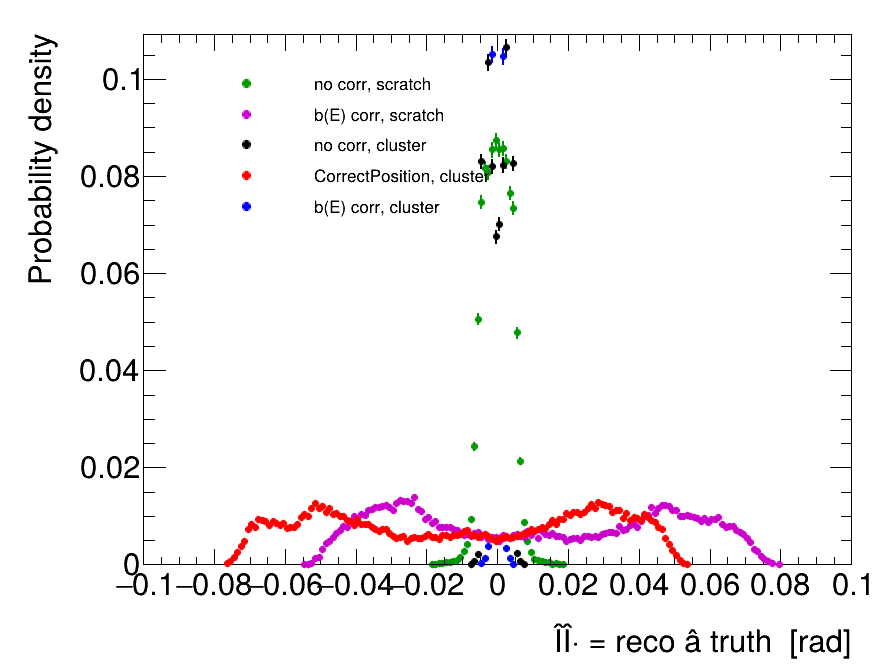 Probability density
0.1
0.08
0.06
0.04
0.02
0
no corr, scratch
b(E) corr, scratch
no corr, cluster
CorrectPosition, cluster
b(E) corr, cluster
−0.1 −0.08 −0.06 −0.04 −0.02 0 0.02 0.04 0.06 0.08 0.1
ÎÎ· = reco â truth [rad]